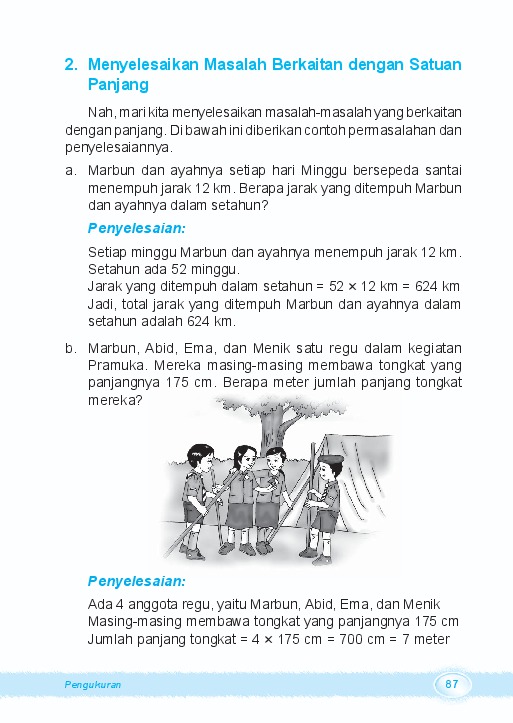 2. Menyelesaikan Masalah Berkaitan dengan Satuan
Panjang
Nah, mari kita menyelesaikan masalah-masalah yang berkaitan
dengan panjang. Di bawah ini diberikan contoh permasalahan dan
penyelesaiannya.
a. Marbun dan ayahnya setiap hari Minggu bersepeda santai
menempuh jarak 12 km. Berapa jarak yang ditempuh Marbun
dan ayahnya dalam setahun?
Penyelesaian:
Setiap minggu Marbun dan ayahnya menempuh jarak 12 km.
Setahun ada 52 minggu.
Jarak yang ditempuh dalam setahun = 52 × 12 km = 624 km
Jadi, total jarak yang ditempuh Marbun dan ayahnya dalam
setahun adalah 624 km.
b. Marbun, Abid, Ema, dan Menik satu regu dalam kegiatan
Pramuka. Mereka masing-masing membawa tongkat yang
panjangnya 175 cm. Berapa meter jumlah panjang tongkat
mereka?
Penyelesaian:
Ada 4 anggota regu, yaitu Marbun, Abid, Ema, dan Menik
Masing-masing membawa tongkat yang panjangnya 175 cm
Jumlah panjang tongkat = 4 × 175 cm = 700 cm = 7 meter
Pengukuran
87